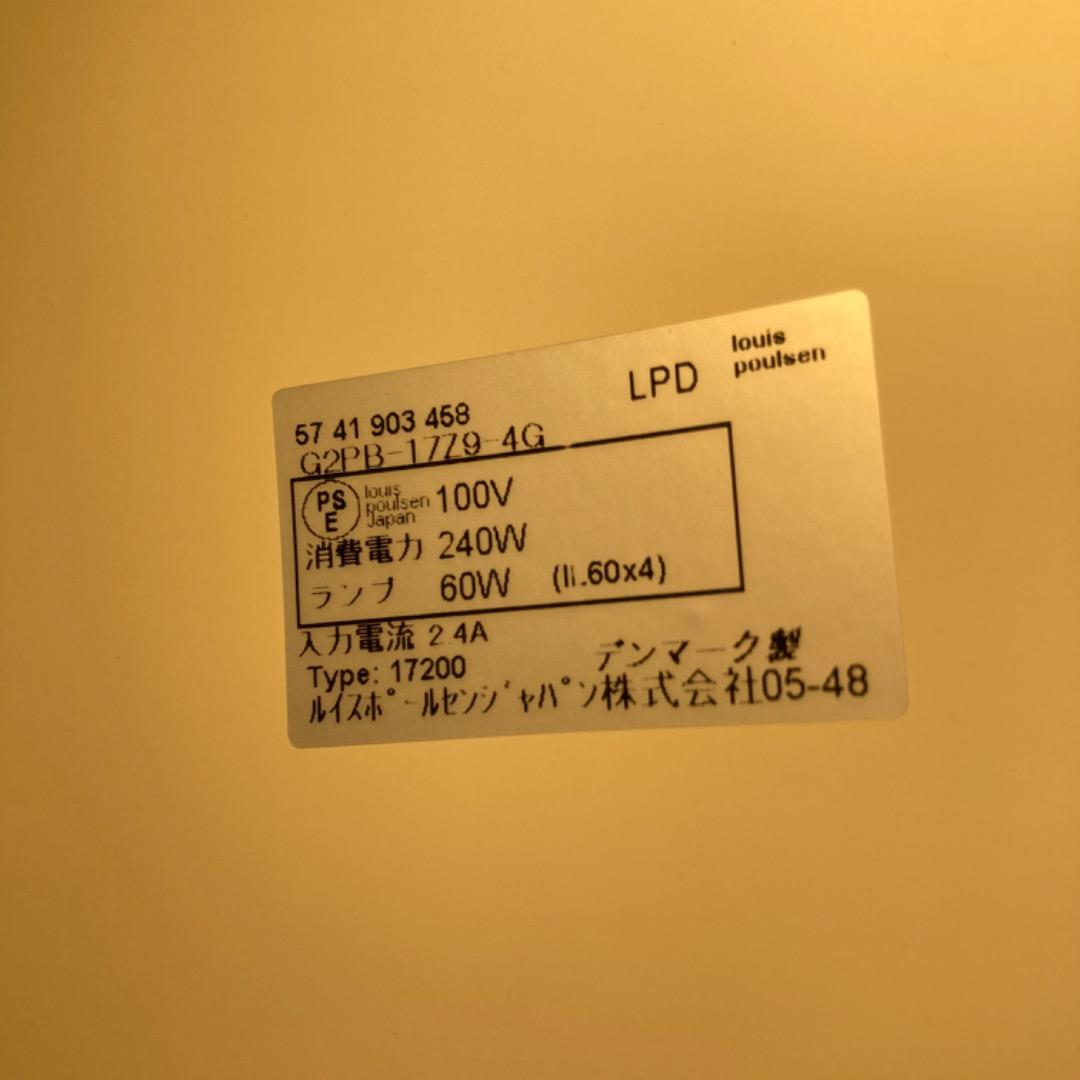 louis
poulsen
LPD
57 41 903 458
G2PB-17Z9-4G
PS
E
louis
poulsen
Japan
100V
消費電力 240W
ランプ 60W (Il.60x4)
入力電流 2.4A
デンマーク製
Type: 17200
ルイスポールセンジャパン株式会社05-48